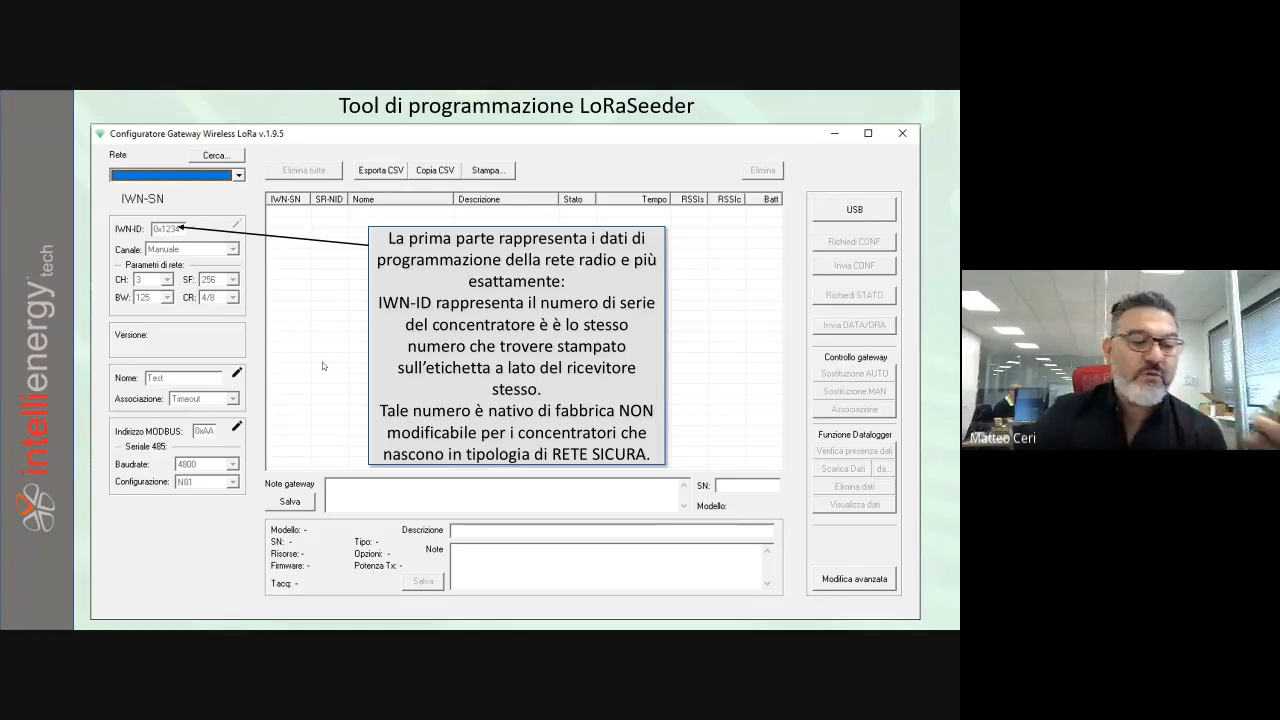 Tool di programmazione LoRaSeeder
intellienergy tech
Configuratore Gateway Wireless LoRa v.1.9.5
Rete
Cerca...
IWN-SN
IWN-ID: 0x1234
Canale: Manuale
Parametri di rete:
CH: 3 SF: 256
BW: 125 CR: 4/8
Versione:
Nome: Test
Associazione: Timeout
Indirizzo MODBUS: 0xAA
Seriale 485:
Baudrate: 4800
Configurazione: N81
Elimina tutte Esporta CSV Copia CSV Stampa... Elimina
IWN-SN SR-NID Nome Descrizione Stato Tempo RSSIs RSSIc Batt
La prima parte rappresenta i dati di
programmazione della rete radio e più
esattamente:
IWN-ID rappresenta il numero di serie
del concentratore è è lo stesso
numero che trovere stampato
sull'etichetta a lato del ricevitore
stesso.
Tale numero è nativo di fabbrica NON
modificabile per i concentratori che
nascono in tipologia di RETE SICURA.
Note gateway
Salva
SN:
Modello:
Modello: - Descrizione
SN: - Tipo: -
Risorse: - Opzioni: - Note
Firmware: - Potenza Tx: -
Tacq: - Salva
USB
Richiedi CONF
Invia CONF
Richiedi STATO
Invia DATA/ORA
Controllo gateway
Sostituzione AUTO
Sostituzione MAN
Associazione
Funzione Datalogger
Verifica presenza dati
Scarica Dati da...
Elimina dati
Visualizza dati
Modifica avanzata
Matteo Ceri